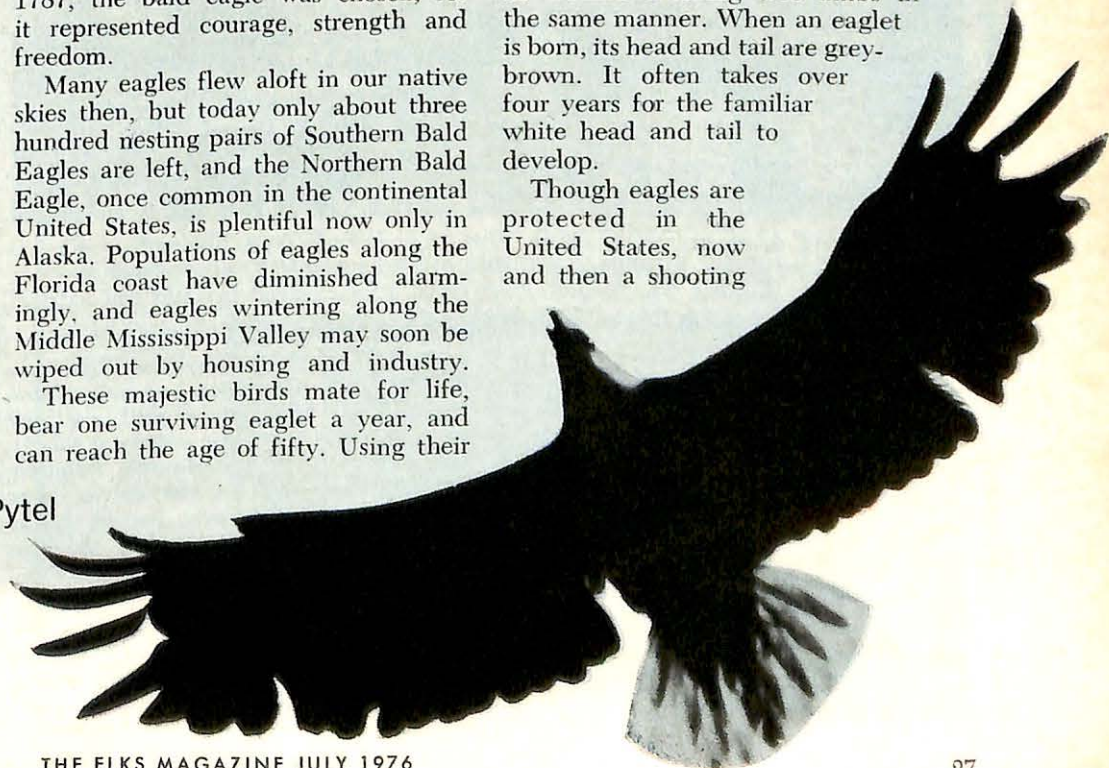 1787, the bald eagle was chosen,
it represented courage, strength and
freedom.
Many eagles flew aloft in our native
skies then, but today only about three
hundred nesting pairs of Southern Bald
Eagles are left, and the Northern Bald
Eagle, once common in the continental
United States, is plentiful now only in
Alaska. Populations of eagles along the
Florida coast have diminished alarm-
ingly, and eagles wintering along the
Middle Mississippi Valley may soon be
wiped out by housing and industry.
These majestic birds mate for life,
bear one surviving eaglet a year, and
can reach the age of fifty. Using their
Pytel
the same manner. When an eaglet
is born, its head and tail are grey-
brown. It often takes over
four years for the familiar
white head and tail to
develop.
Though eagles are
protected in the
United States, now
and then a shooting
THE ELKS MAGAZINE JULY 1976